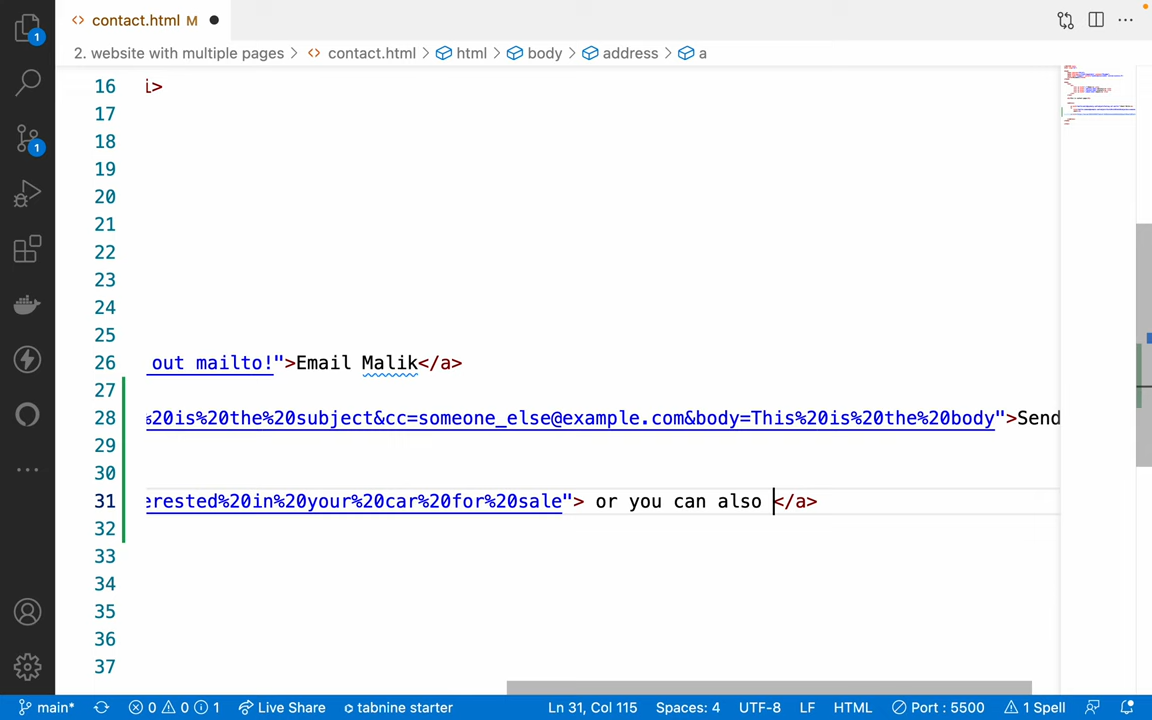 contact.html M
1
2. website with multiple pages > contact.html > html > body > address > a
16 i>
17
18
1
19
20
21
22
23
24
25
26 out mailto!">Email Malik</a>
27
28 %20is%20the%20subject&cc=someone_else@example.com&body=This%20is%20the%20body">Send
29
30
31 erested%20in%20your%20car%20for%20sale"> or you can also </a>
32
33
34
35
36
37
main* 0 0 1 Live Share tabnine starter Ln 31, Col 115 Spaces: 4 UTF-8 LF HTML Port : 5500 1 Spell